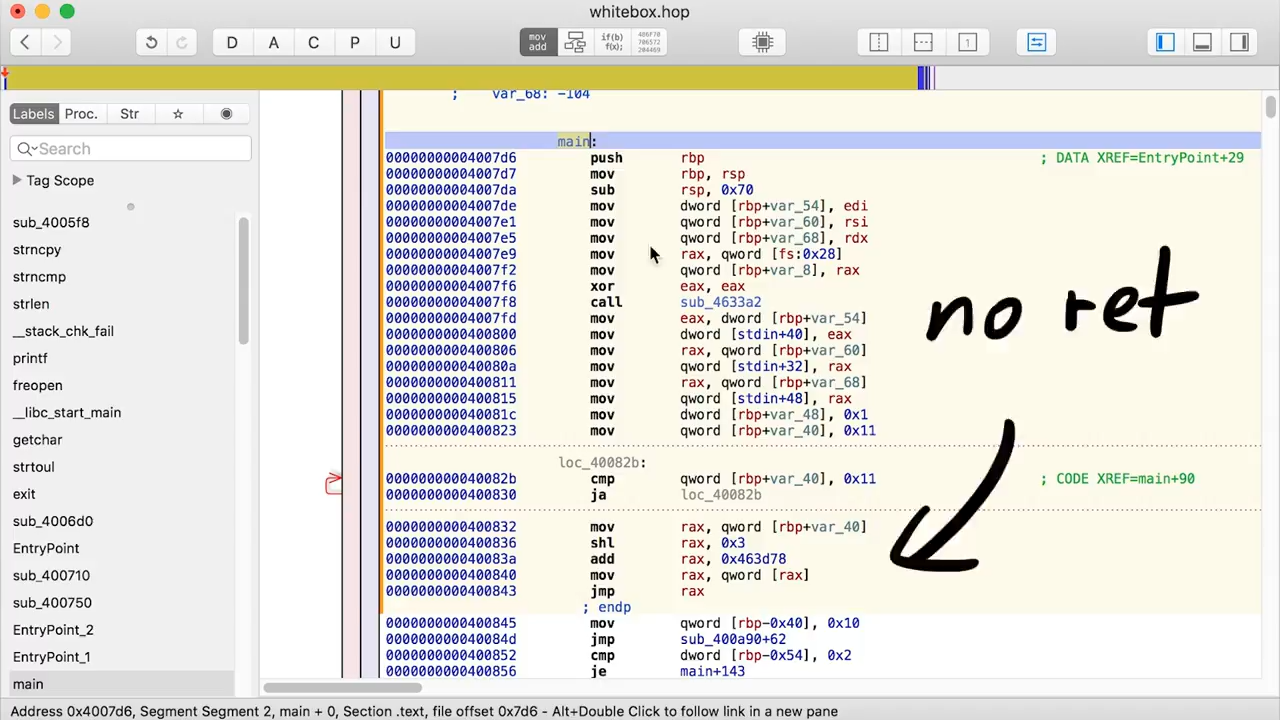 whitebox.hop
D A C P U
mov add
if(b) f(x);
Labels Proc. Str
Search
Tag Scope
sub_4005f8
strncpy
strncmp
strlen
__stack_chk_fail
printf
freopen
__libc_start_main
getchar
strtoul
exit
sub_4006d0
EntryPoint
sub_400710
sub_400750
EntryPoint_2
EntryPoint_1
main
; var_68: -104
main:
00000000004007d6 push rbp ; DATA XREF=EntryPoint+29
00000000004007d7 mov rbp, rsp
00000000004007da sub rsp, 0x70
00000000004007de mov dword [rbp+var_54], edi
00000000004007e1 mov qword [rbp+var_60], rsi
00000000004007e5 mov qword [rbp+var_68], rdx
00000000004007e9 mov rax, qword [fs:0x28]
00000000004007f2 mov qword [rbp+var_8], rax
00000000004007f6 xor eax, eax
00000000004007f8 call sub_4633a2
00000000004007fd mov eax, dword [rbp+var_54]
0000000000400800 mov dword [stdin+40], eax
0000000000400806 mov rax, qword [rbp+var_60]
000000000040080a mov qword [stdin+32], rax
0000000000400811 mov rax, qword [rbp+var_68]
0000000000400815 mov qword [stdin+48], rax
000000000040081c mov dword [rbp+var_48], 0x1
0000000000400823 mov qword [rbp+var_40], 0x11
loc_40082b:
000000000040082b cmp qword [rbp+var_40], 0x11 ; CODE XREF=main+90
0000000000400830 ja loc_40082b
0000000000400832 mov rax, qword [rbp+var_40]
0000000000400836 shl rax, 0x3
000000000040083a add rax, 0x463d78
0000000000400840 mov rax, qword [rax]
0000000000400843 jmp rax
; endp
0000000000400845 mov qword [rbp-0x40], 0x10
000000000040084d jmp sub_400a90+62
0000000000400852 cmp dword [rbp-0x54], 0x2
0000000000400856 je main+143
no ret
Address 0x4007d6, Segment Segment 2, main + 0, Section .text, file offset 0x7d6 - Alt+Double Click to follow link in a new pane